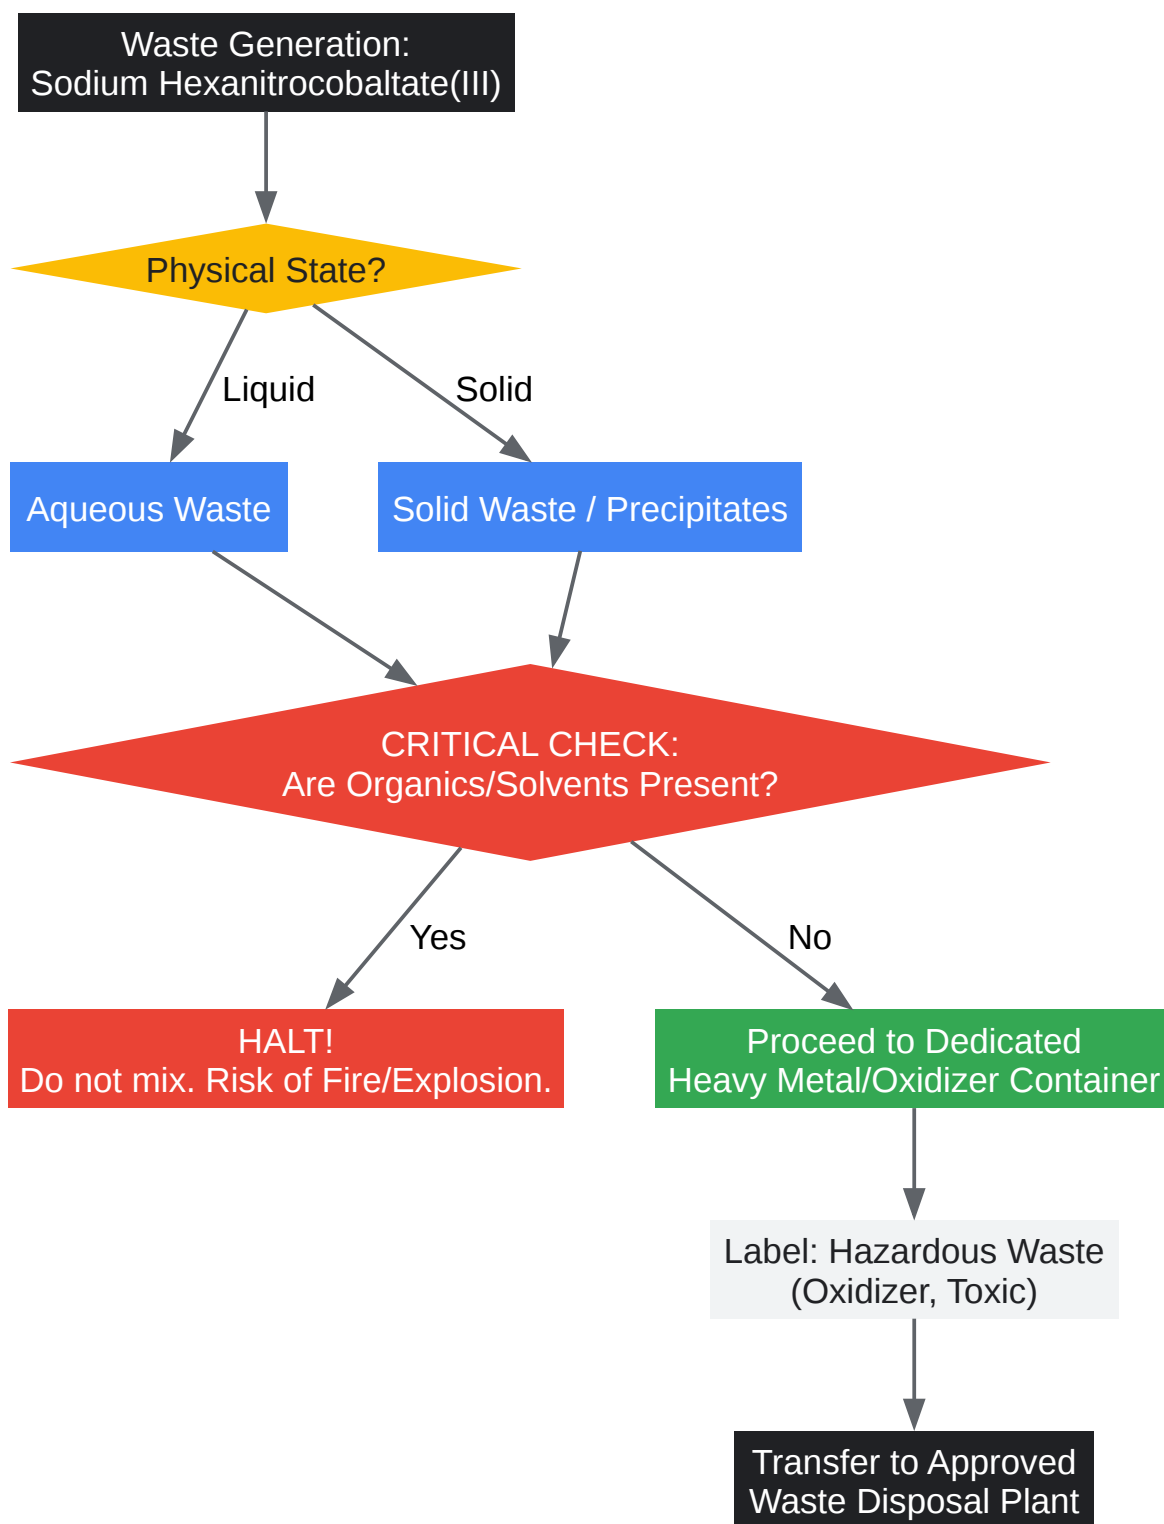 Waste Generation:
Sodium Hexanitrocobaltate(III)
Physical State?
Liquid
Solid
Aqueous Waste
Solid Waste / Precipitates
CRITICAL CHECK:
Are Organics/Solvents Present?
Yes
No
HALT!
Do not mix. Risk of Fire/Explosion.
Proceed to Dedicated
Heavy Metal/Oxidizer Container
Label: Hazardous Waste
(Oxidizer, Toxic)
Transfer to Approved
Waste Disposal Plant